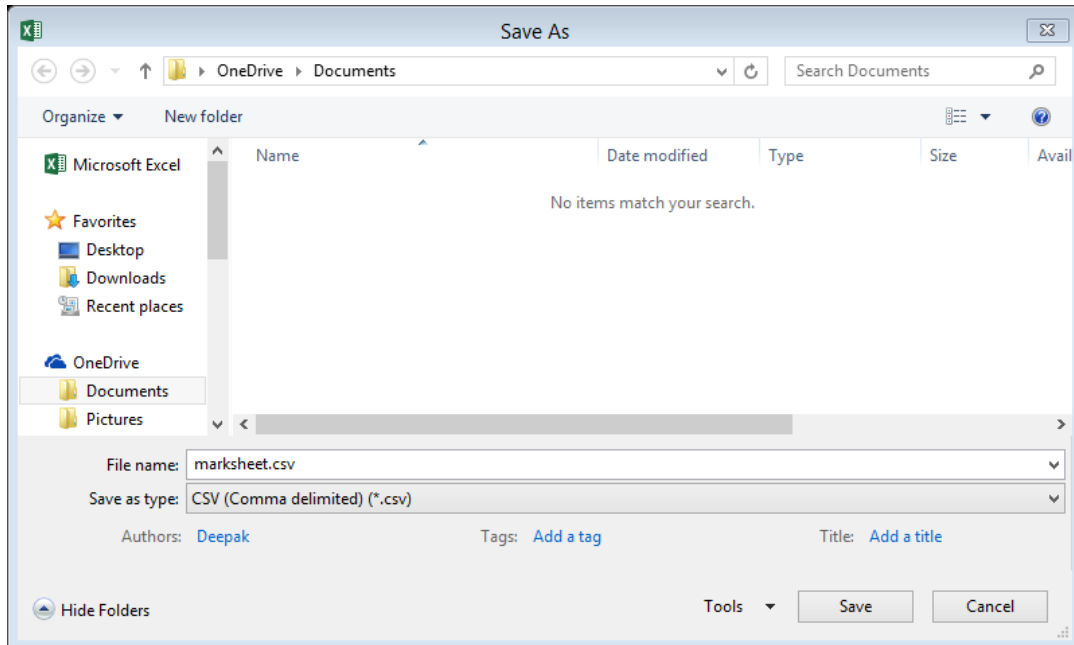 Save As
OneDrive Documents Search Documents
Organize New folder
Name Date modified Type Size Avail
No items match your search.
Microsoft Excel
Favorites
Desktop
Downloads
Recent places
OneDrive
Documents
Pictures
File name: marksheet.csv
Save as type: CSV (Comma delimited) (*.csv)
Authors: Deepak Tags: Add a tag Title: Add a title
Hide Folders Tools Save Cancel